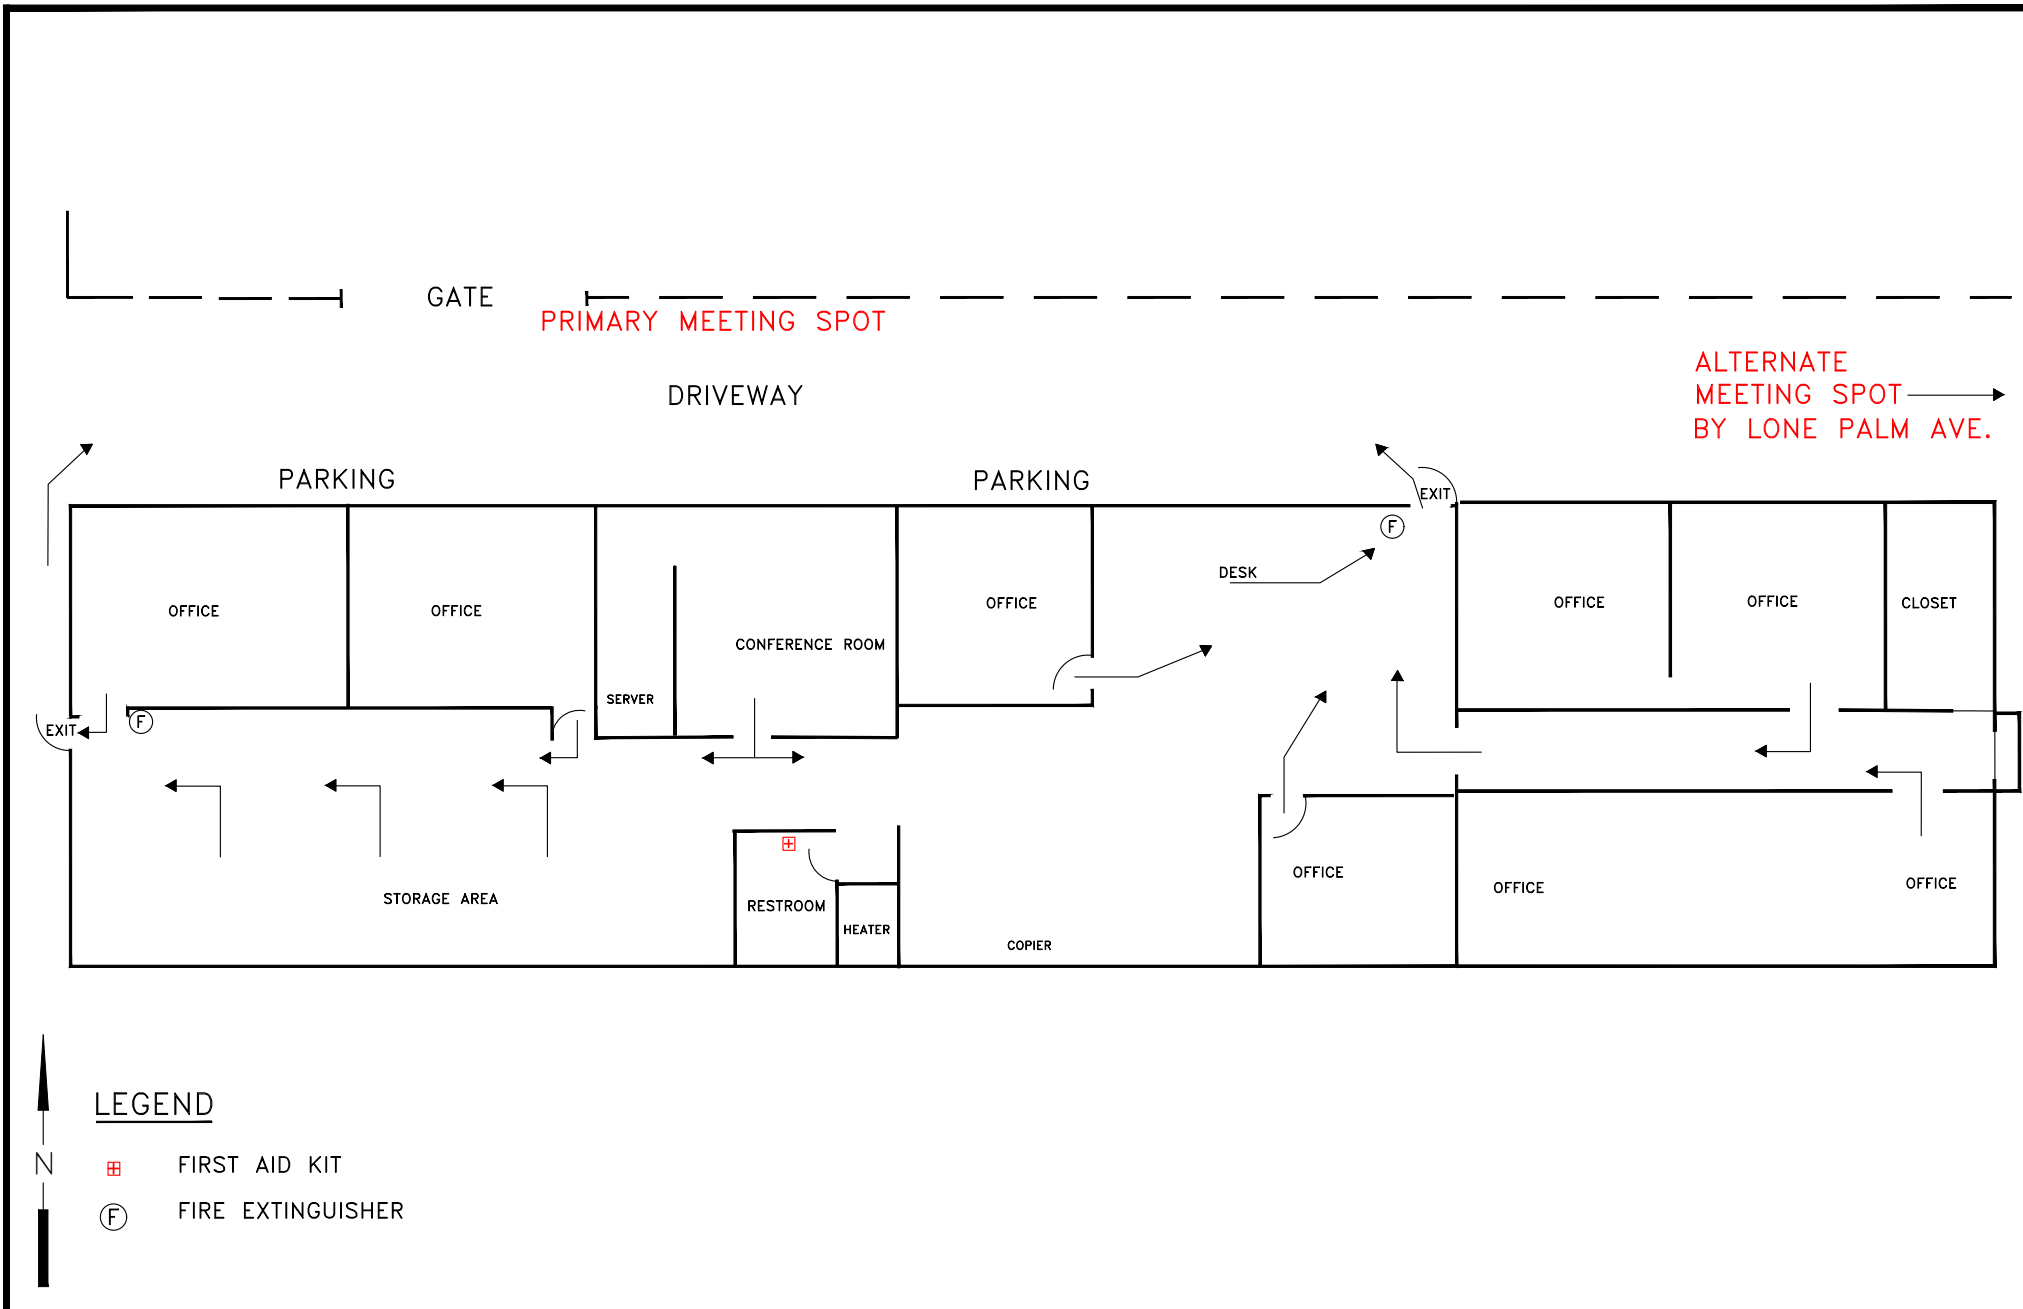 GATE
PRIMARY MEETING SPOT
ALTERNATE
MEETING SPOT
BY LONE PALM AVE.
DRIVEWAY
PARKING
PARKING
EXIT
F
DESK
OFFICE
OFFICE
OFFICE
OFFICE
OFFICE
CLOSET
CONFERENCE ROOM
SERVER
EXIT
F
OFFICE
OFFICE
OFFICE
STORAGE AREA
RESTROOM
HEATER
COPIER
LEGEND
N
FIRST AID KIT
F
FIRE EXTINGUISHER